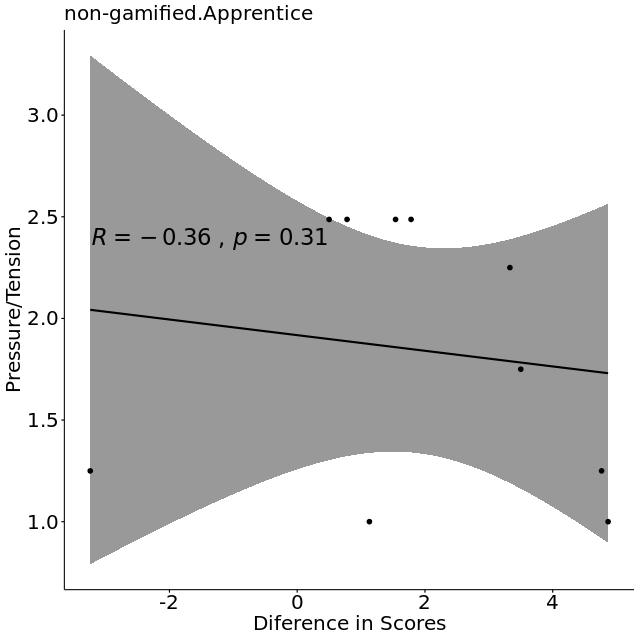 non-gamified.Apprentice
3.0
2.5
R = − 0.36 , p = 0.31
2.0
1.5
1.0
Pressure/Tension
-2 0 2 4
Diference in Scores